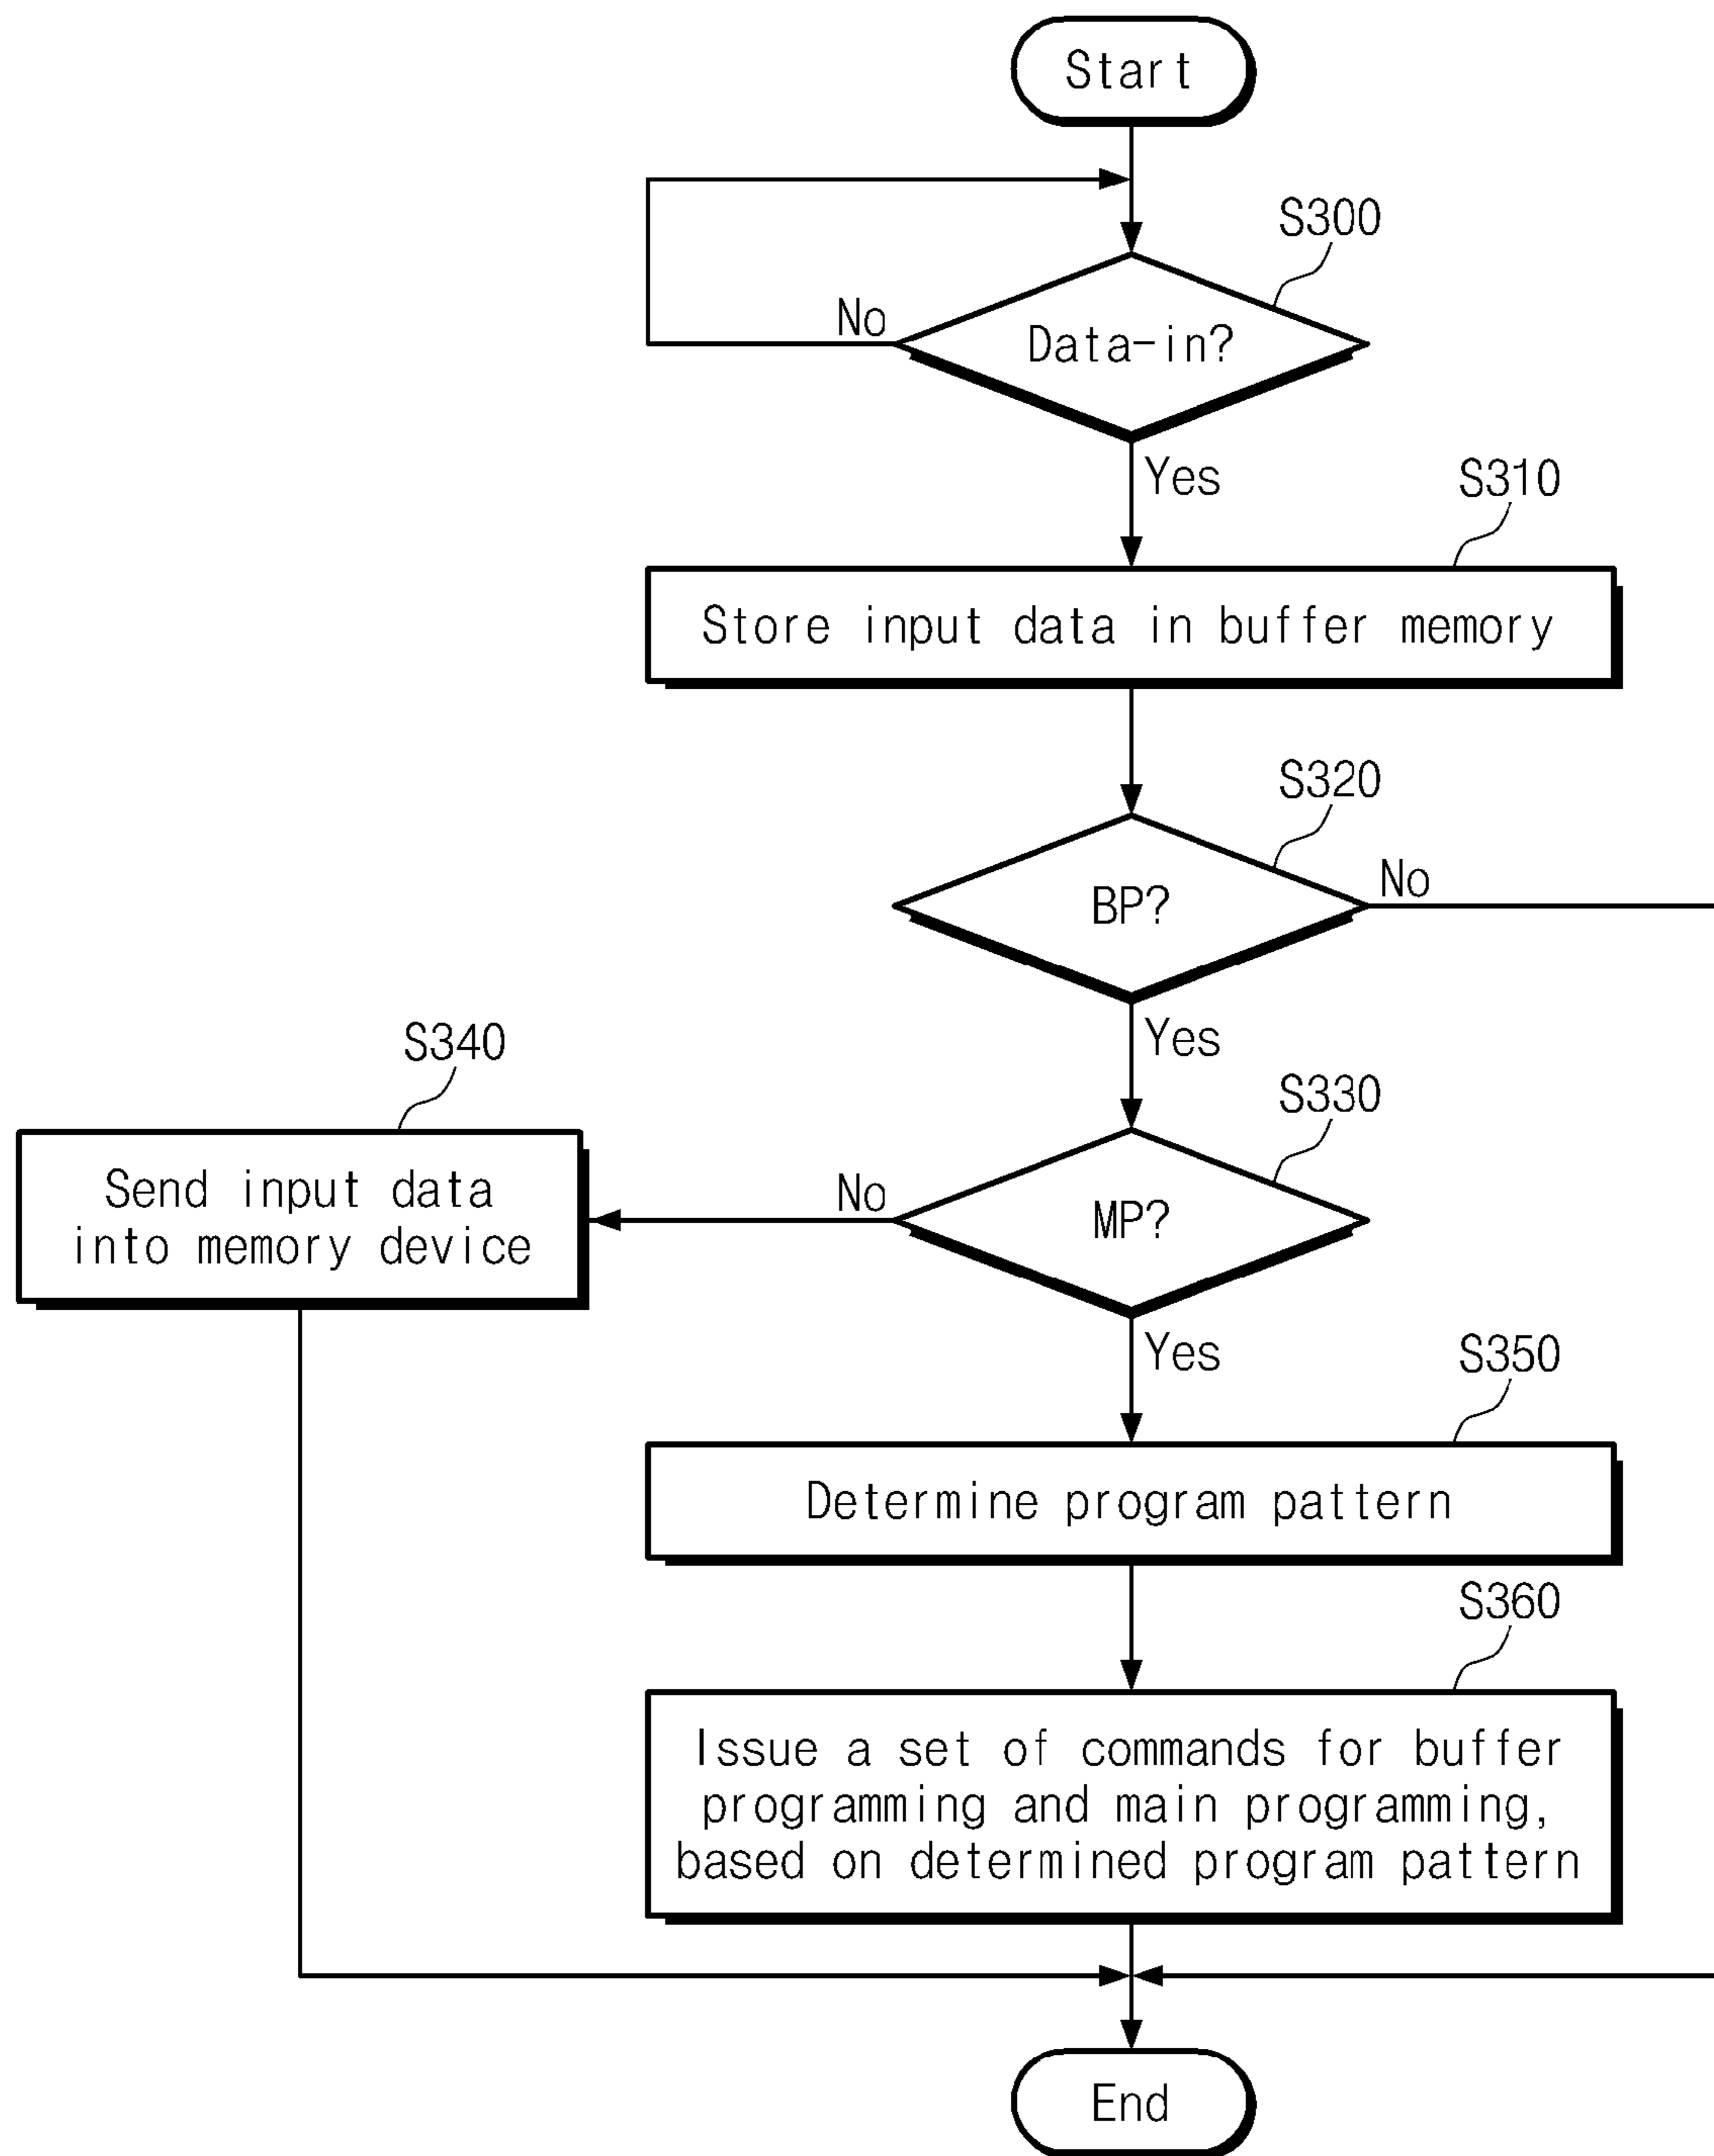 Start
S300
No
Data-in?
Yes
S310
Store input data in buffer memory
S320
No
BP?
Yes
S340
S330
Send input data
into memory device
No
MP?
Yes
S350
Determine program pattern
S360
Issue a set of commands for buffer
programming and main programming,
based on determined program pattern
End